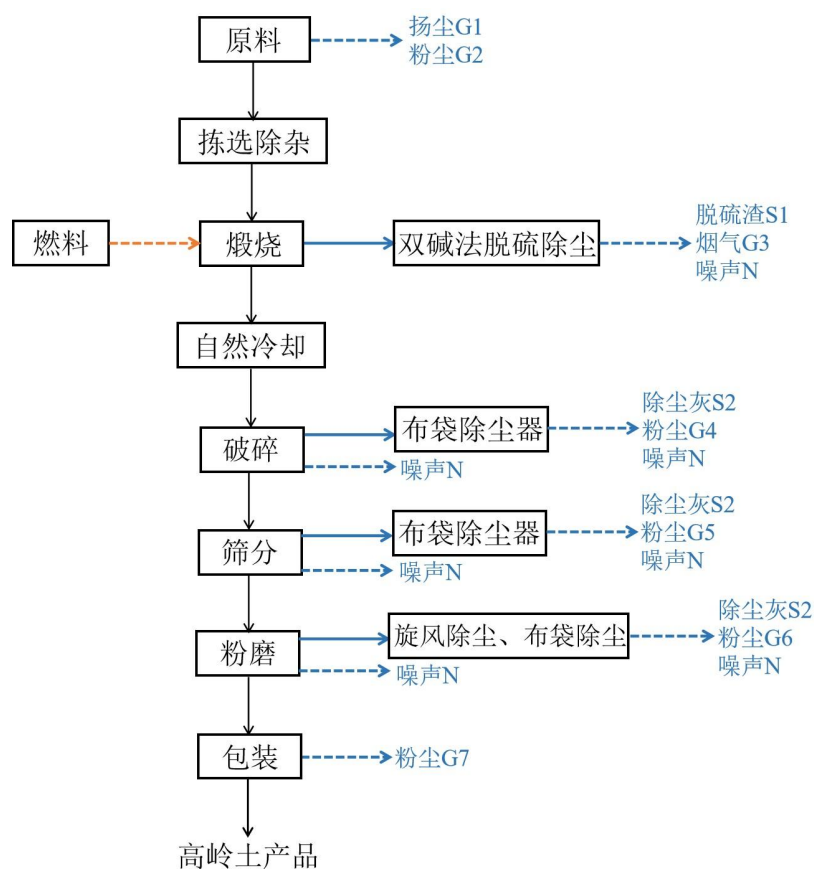 原料
扬尘G1
粉尘G2
拣选除杂
燃料
煅烧
双碱法脱硫除尘
脱硫渣S1
烟气G3
噪声N
自然冷却
破碎
布袋除尘器
除尘灰S2
粉尘G4
噪声N
噪声N
筛分
布袋除尘器
除尘灰S2
粉尘G5
噪声N
噪声N
粉磨
旋风除尘、布袋除尘
除尘灰S2
粉尘G6
噪声N
噪声N
包装
粉尘G7
高岭土产品